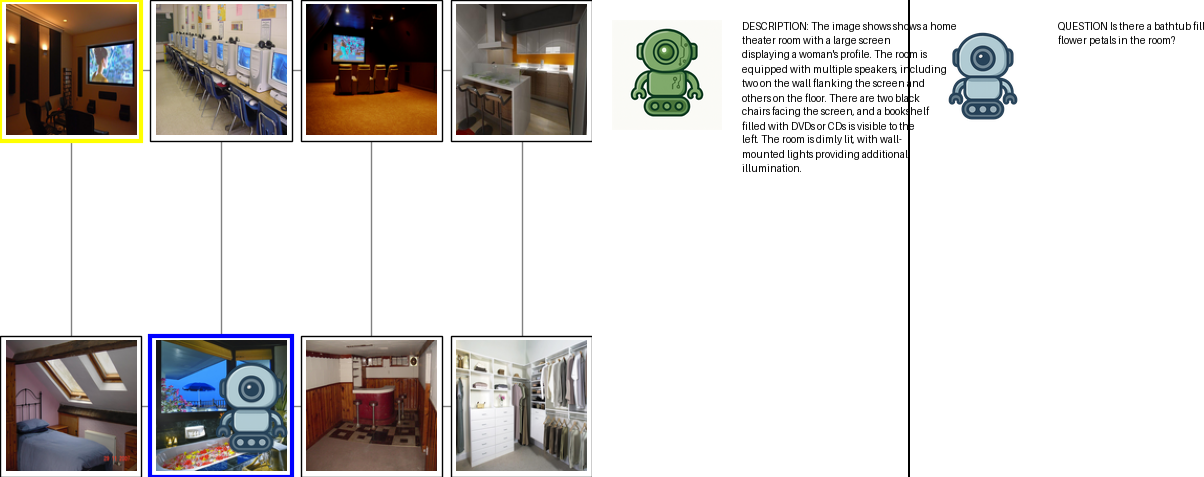 DESCRIPTION: The image shows shows a home
theater room with a large screen
displaying a woman's profile. The room is
equipped with multiple speakers, including
two on the wall flanking the screen and
others on the floor. There are two black
chairs facing the screen, and a bookshelf
filled with DVDs or CDs is visible to the
left. The room is dimly lit, with wall-
mounted lights providing additional
illumination.
QUESTION Is there a bathtub fill
flower petals in the room?